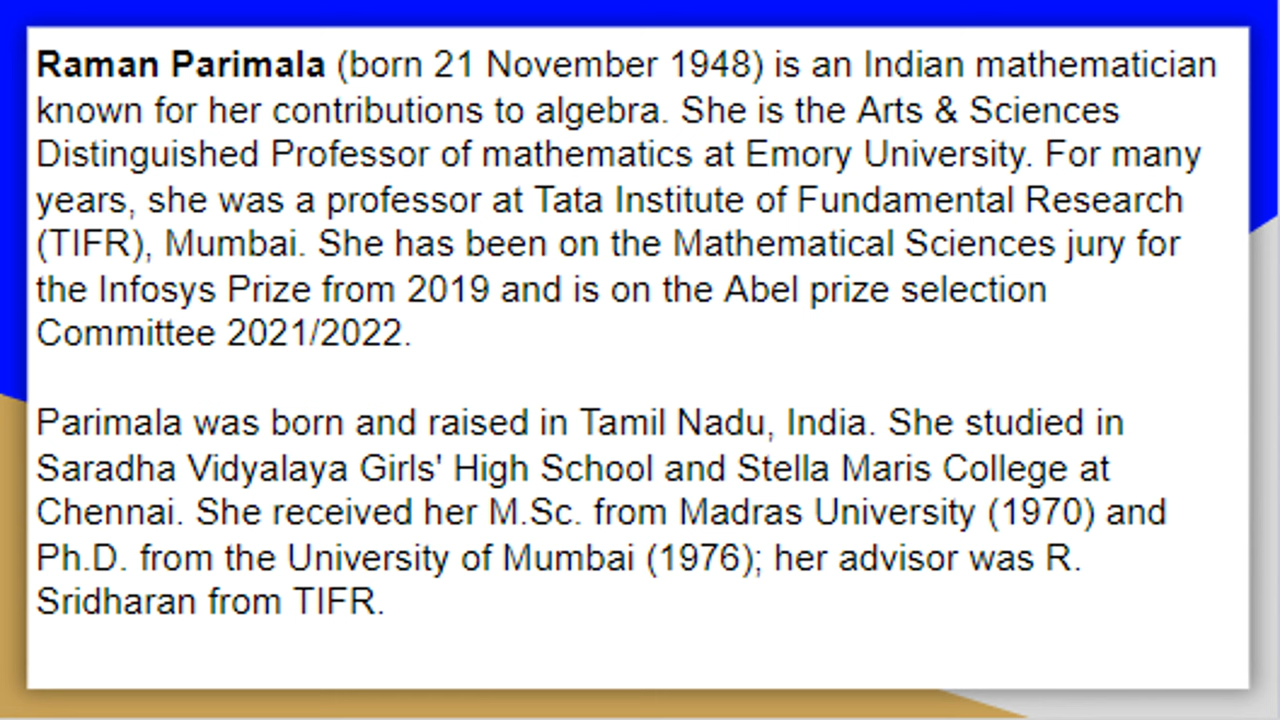 Raman Parimala (born 21 November 1948) is an Indian mathematician
known for her contributions to algebra. She is the Arts & Sciences
Distinguished Professor of mathematics at Emory University. For many
years, she was a professor at Tata Institute of Fundamental Research
(TIFR), Mumbai. She has been on the Mathematical Sciences jury for
the Infosys Prize from 2019 and is on the Abel prize selection
Committee 2021/2022.
Parimala was born and raised in Tamil Nadu, India. She studied in
Saradha Vidyalaya Girls' High School and Stella Maris College at
Chennai. She received her M.Sc. from Madras University (1970) and
Ph.D. from the University of Mumbai (1976); her advisor was R.
Sridharan from TIFR.